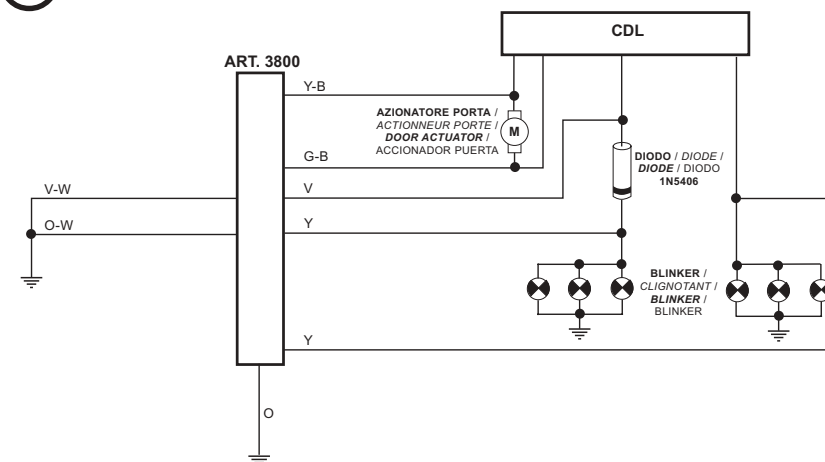 CDL
ART. 3800
Y-B
AZIONATORE PORTA /
ACTIONNEUR PORTE /
DOOR ACTUATOR /
ACCIONADOR PUERTA
M
G-B
DIODO / DIODE /
DIODE / DIODO
1N5406
V
V-W
Y
O-W
BLINKER /
CLIGNOTANT /
BLINKER /
BLINKER
Y
O